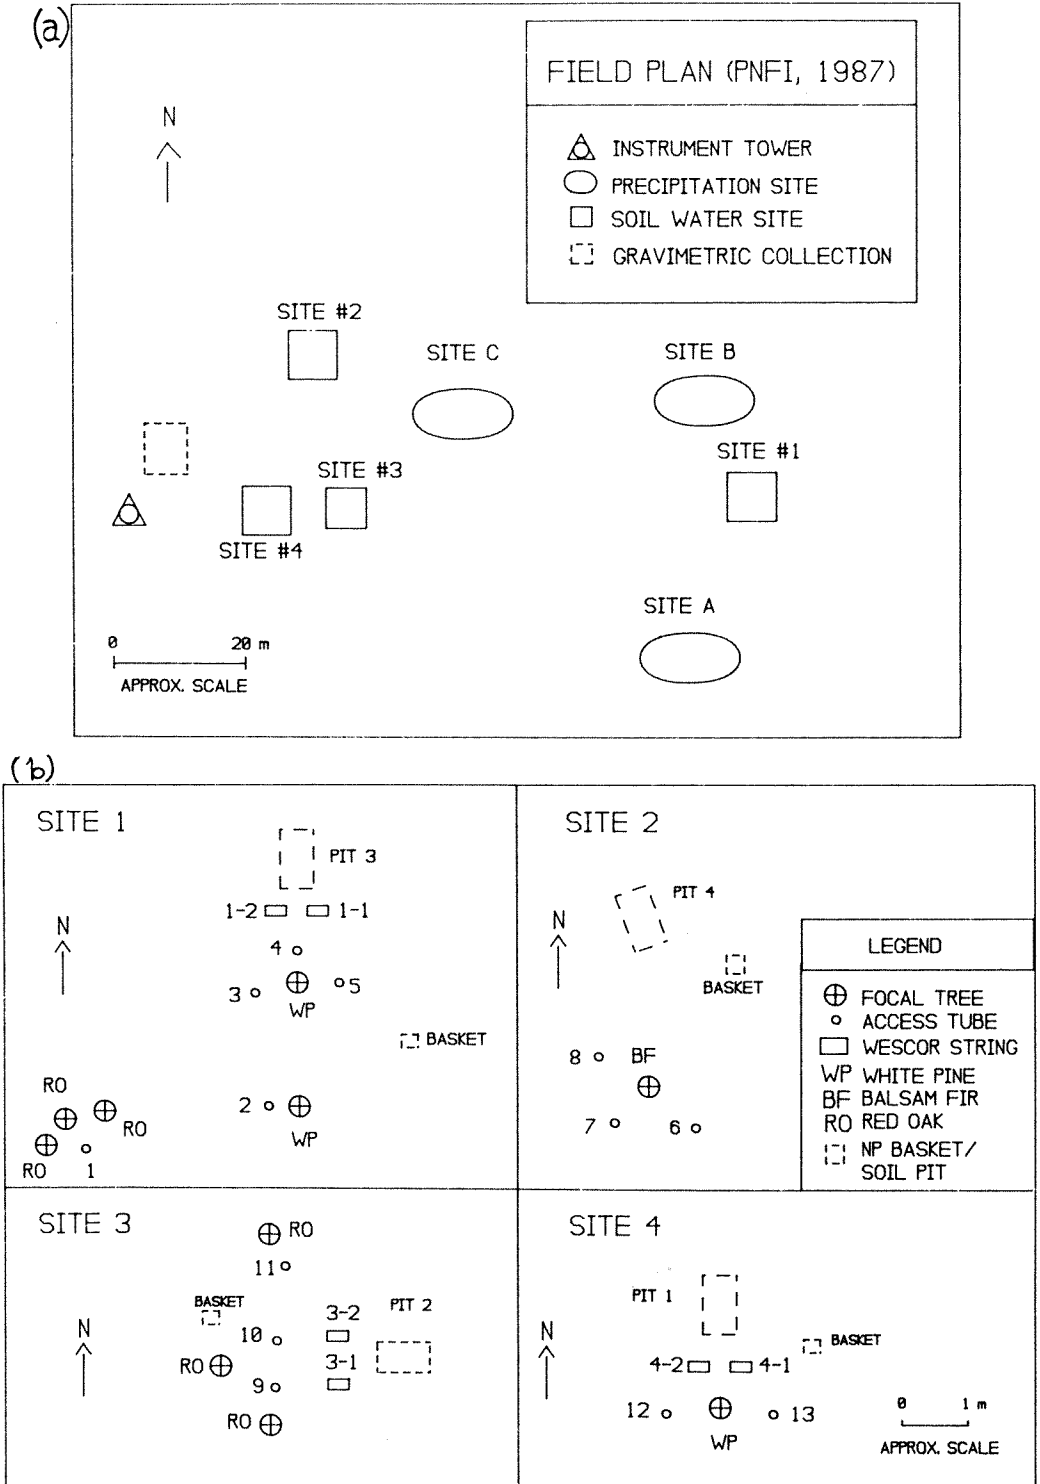 (a)
FIELD PLAN (PNFI, 1987)
N
INSTRUMENT TOWER
PRECIPITATION SITE
SOIL WATER SITE
GRAVIMETRIC COLLECTION
SITE #2
SITE C
SITE B
SITE #1
SITE #3
SITE #4
SITE A
0 20 m
APPROX. SCALE
(b)
SITE 1
PIT 3
1-2 1-1
N
4
3 5
WP
BASKET
RO
2
RO
WP
RO 1
SITE 2
PIT 4
N
BASKET
8 BF
7 6
LEGEND
FOCAL TREE
ACCESS TUBE
WESCOR STRING
WP WHITE PINE
BF BALSAM FIR
RO RED OAK
NP BASKET/
SOIL PIT
SITE 3
RO
11
BASKET
3-2
PIT 2
N
10
RO
3-1
9
RO
SITE 4
PIT 1
N
BASKET
4-2 4-1
12 13
WP
0 1 m
APPROX. SCALE